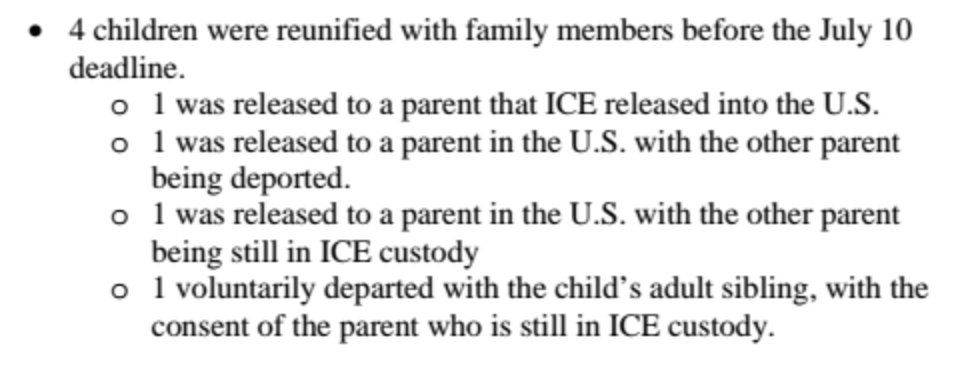 • 4 children were reunified with family members before the July 10
deadline.
o 1 was released to a parent that ICE released into the U.S.
o 1 was released to a parent in the U.S. with the other parent
being deported.
o 1 was released to a parent in the U.S. with the other parent
being still in ICE custody
o 1 voluntarily departed with the child’s adult sibling, with the
consent of the parent who is still in ICE custody.